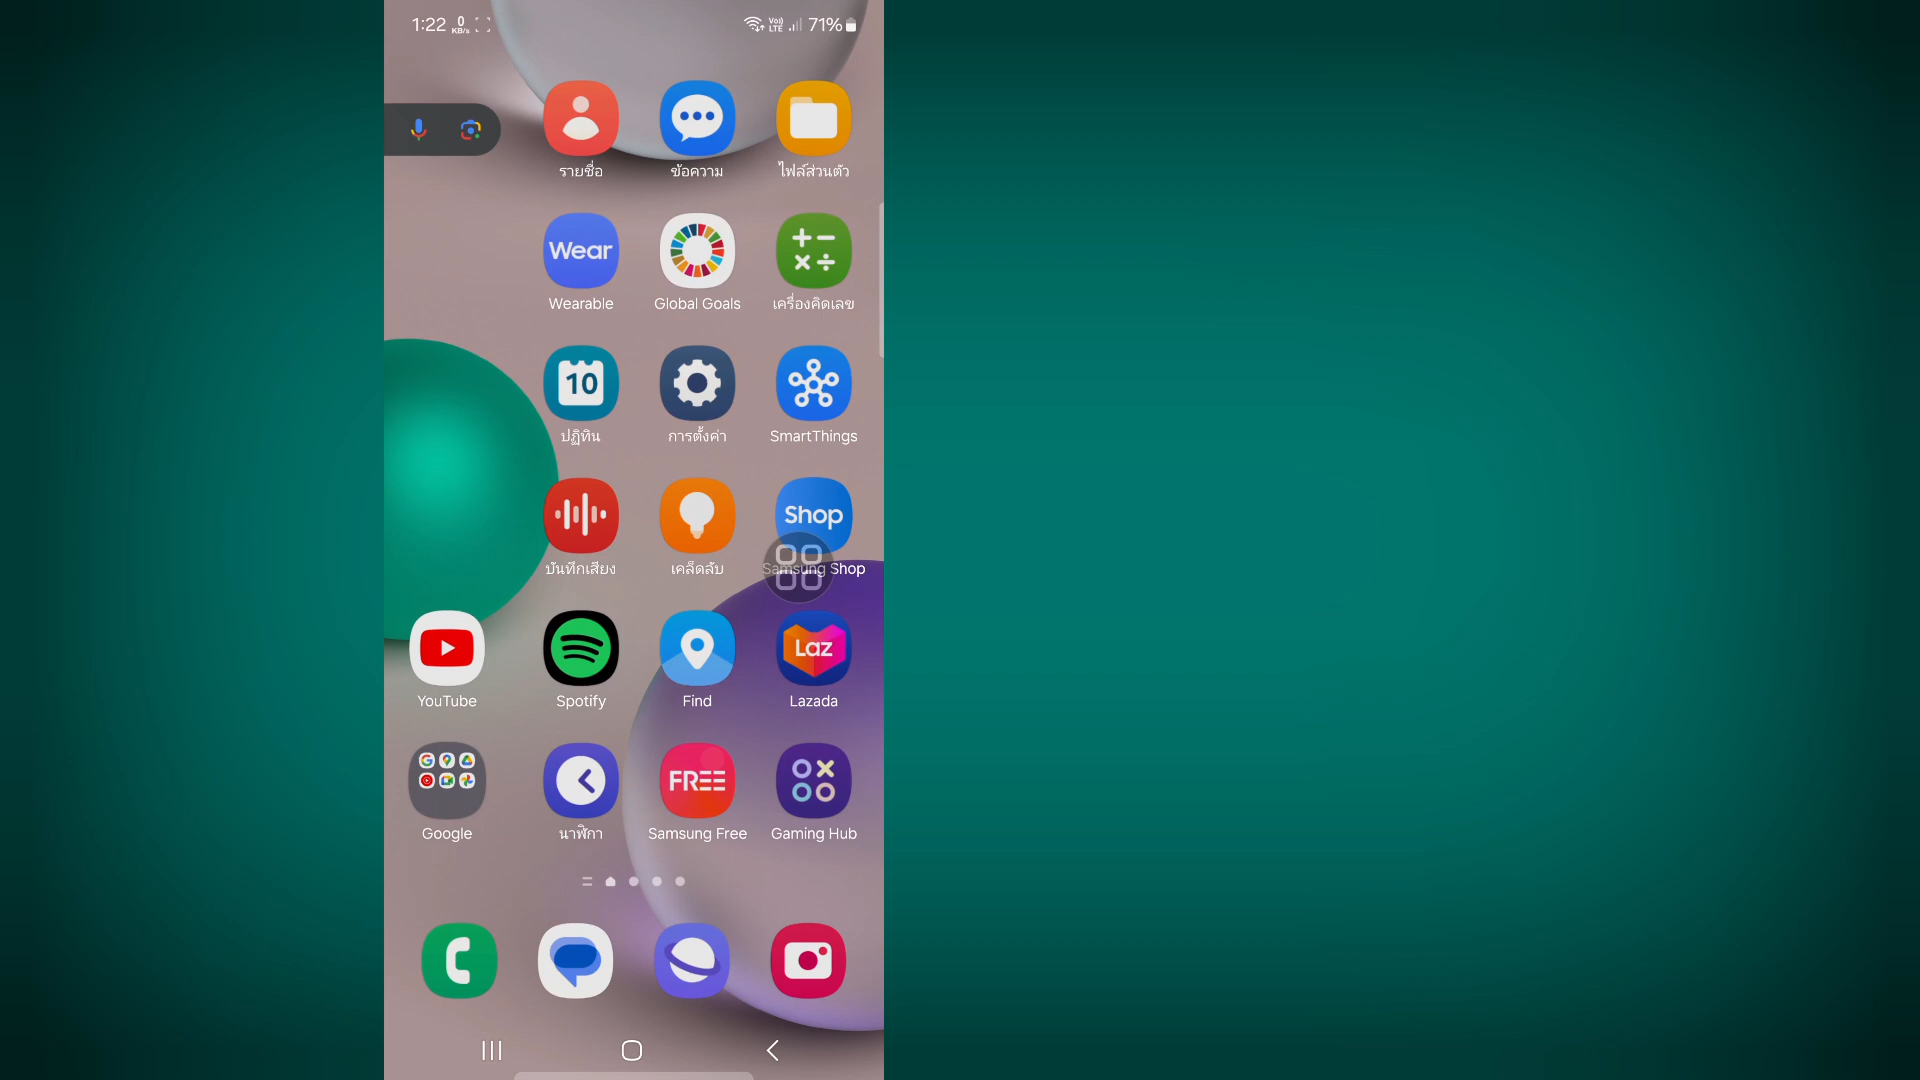 1:22 0 KB/s Vo)) LTE 71%
รายชื่อ ข้อความ ไฟล์ส่วนตัว
Wear
Wearable Global Goals เครื่องคิดเลข
10
ปฏิทิน การตั้งค่า SmartThings
Shop
บันทึกเสียง เคล็ดลับ Samsung Shop
Laz
YouTube Spotify Find Lazada
FREE
Google นาฬิกา Samsung Free Gaming Hub